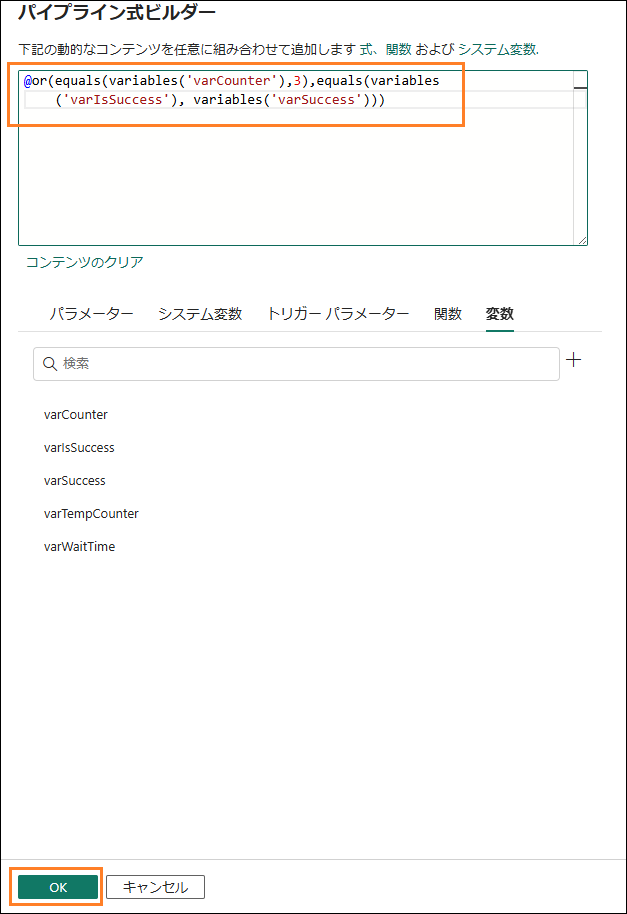 パイプライン式ビルダー
下記の動的なコンテンツを任意に組み合わせて追加します 式、関数 および システム変数.
@or(equals(variables('varCounter'),3),equals(variables
('varIsSuccess'), variables('varSuccess')))
コンテンツのクリア
パラメーター システム変数 トリガー パラメーター 関数 変数
検索
varCounter
varIsSuccess
varSuccess
varTempCounter
varWaitTime
OK キャンセル